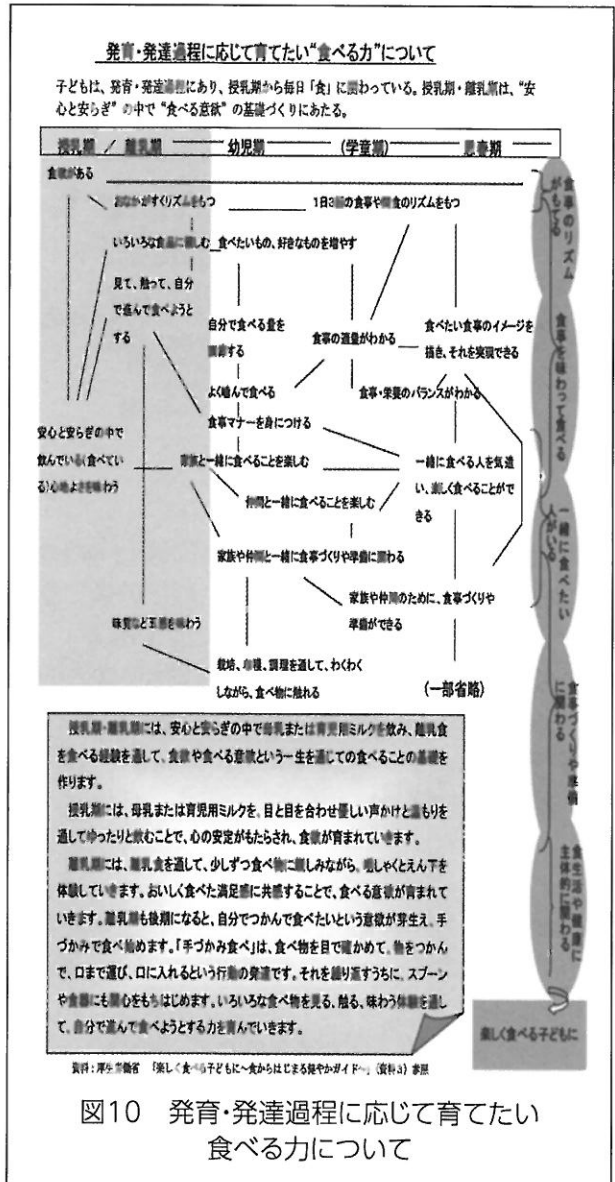 発育・発達過程に応じて育てたい“食べる力”について
子どもは、発育・発達過程にあり、授乳期から毎日「食」に関わっている。授乳期・離乳期は、“安
心と安らぎ”の中で“食べる意欲”の基礎づくりにあたる。
授乳期 / 離乳期 幼児期 (学童期) 思春期
食欲がある
おなかがすくリズムをもつ 1日3回の食事や間食のリズムをもつ
いろいろな食品に親しむ 食べたいもの、好きなものを増やす
見て、触って、自分
で進んで食べようと
する
自分で食べる量を
調節する
食事の適量がわかる
食べたい食事のイメージを
描き、それを実現できる
よく噛んで食べる
食事・栄養のバランスがわかる
食事マナーを身につける
安心と安らぎの中で
飲んでいる(食べてい
る)心地よさを味わう
家族と一緒に食べることを楽しむ
一緒に食べる人を気遣
い、楽しく食べることがで
きる
仲間と一緒に食べることを楽しむ
家族や仲間と一緒に食事づくりや準備に関わる
家族や仲間のために、食事づくりや
準備ができる
味覚など五感を味わう
栽培、収穫、調理を通して、わくわく
しながら、食べ物に触れる
(一部省略)
食事のリズム
がもてる
食事を味わって食べる
一緒に食べたい
人がいる
食事づくりや準備
に関わる
食生活や健康に
主体的に関わる
楽しく食べる子どもに
授乳期・離乳期には、安心と安らぎの中で母乳または育児用ミルクを飲み、離乳食
を食べる経験を通して、食欲や食べる意欲という一生を通じての食べることの基礎を
作ります。
授乳期には、母乳または育児用ミルクを、目と目を合わせ優しい声かけと温もりを
通してゆったりと飲むことで、心の安定がもたらされ、食欲が育まれていきます。
離乳期には、離乳食を通して、少しずつ食べ物に親しみながら、咀しゃくとえん下を
体験していきます。おいしく食べた満足感に共感することで、食べる意欲が育まれて
いきます。離乳期も後期になると、自分でつかんで食べたいという意欲が芽生え、手
づかみで食べ始めます。「手づかみ食べ」は、食べ物を目で確かめて、物をつかん
で、口まで運び、口に入れるという行動の発達です。それを繰り返すうちに、スプーン
や食器にも関心をもちはじめます。いろいろな食べ物を見る、触る、味わう体験を通し
て、自分で進んで食べようとする力を育んでいきます。
資料:厚生労働省 「楽しく食べる子どもに〜食からはじまる健やかガイド〜」(資料3)参照
図10 発育・発達過程に応じて育てたい
食べる力について